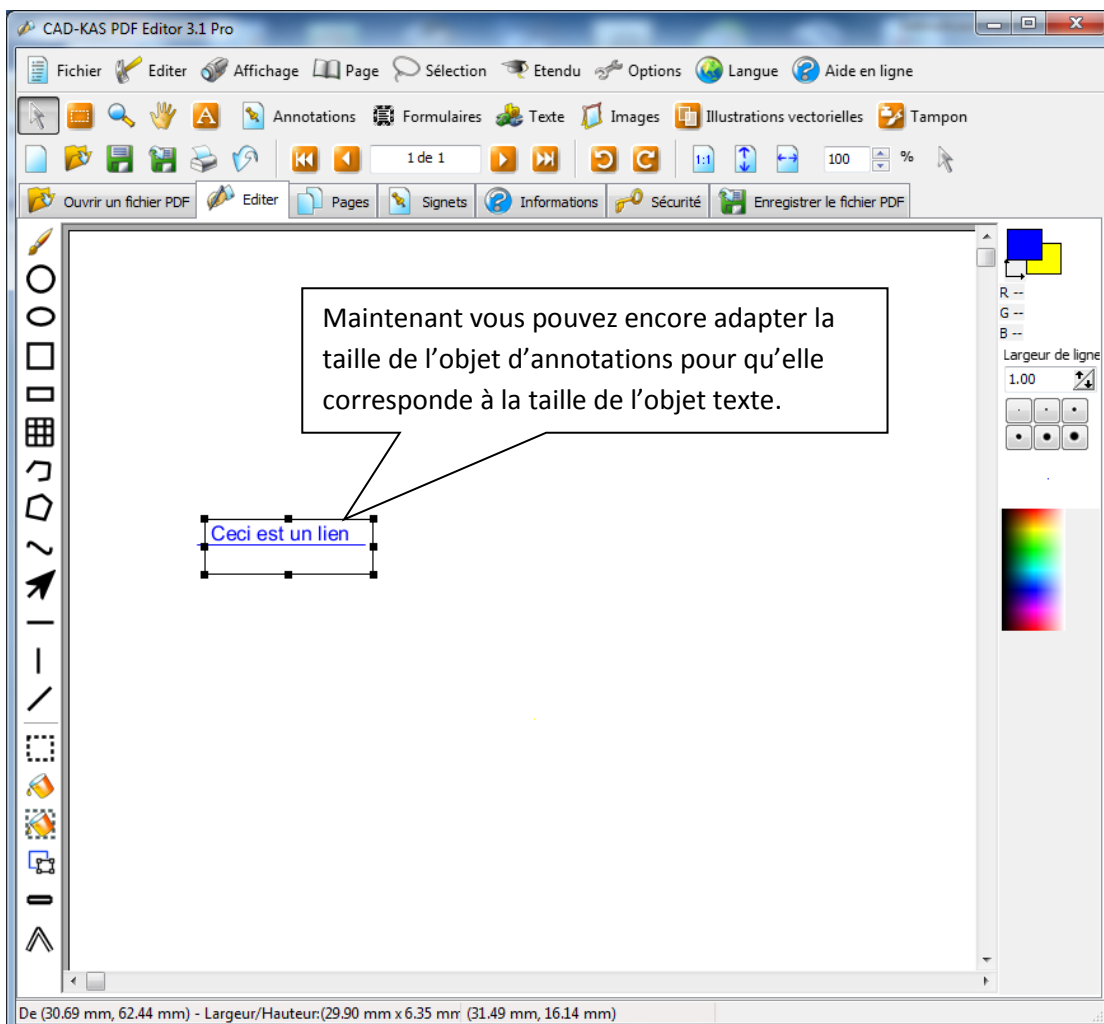 CAD-KAS PDF Editor 3.1 Pro
Fichier Editer Affichage Page Sélection Etendu Options Langue Aide en ligne
A Annotations Formulaires Texte Images Illustrations vectorielles Tampon
1 de 1 1:1 100 %
Ouvrir un fichier PDF Editer Pages Signets Informations Sécurité Enregistrer le fichier PDF
R --
G --
B --
Largeur de ligne
1.00
Maintenant vous pouvez encore adapter la
taille de l’objet d’annotations pour qu’elle
corresponde à la taille de l’objet texte.
Ceci est un lien
De (30.69 mm, 62.44 mm) - Largeur/Hauteur:(29.90 mm x 6.35 mm (31.49 mm, 16.14 mm)